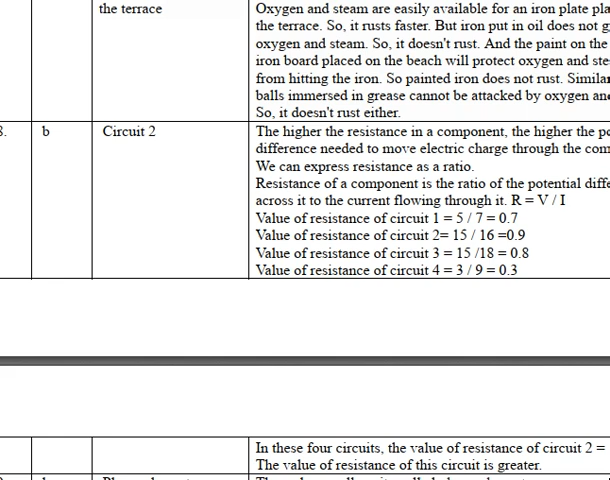 the terrace
Oxygen and steam are easily available for an iron plate
the terrace. So, it rusts faster. But iron put in oil does not
oxygen and steam. So, it doesn't rust. And the paint on the
iron board placed on the beach will protect oxygen and
from hitting the iron. So painted iron does not rust.
balls immersed in grease cannot be attacked by oxygen
So, it doesn't rust either.
8. b Circuit 2
The higher the resistance in a component, the higher the
difference needed to move electric charge through the
We can express resistance as a ratio.
Resistance of a component is the ratio of the potential
across it to the current flowing through it. R = V / I
Value of resistance of circuit 1 = 5 / 7 = 0.7
Value of resistance of circuit 2= 15 / 16 =0.9
Value of resistance of circuit 3 = 15 /18 = 0.8
Value of resistance of circuit 4 = 3 / 9 = 0.3
In these four circuits, the value of resistance of circuit 2 =
The value of resistance of this circuit is greater.